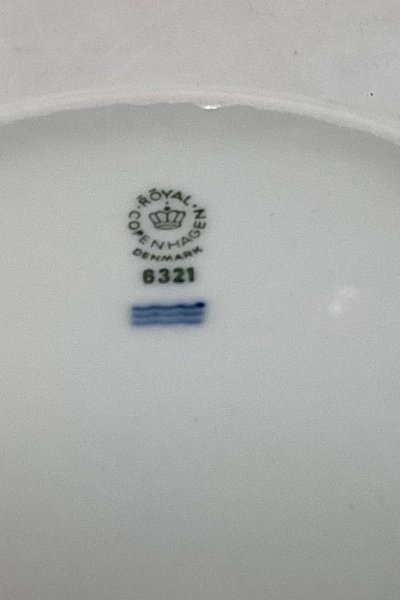 ROYAL
COPENHAGEN
DENMARK
6321